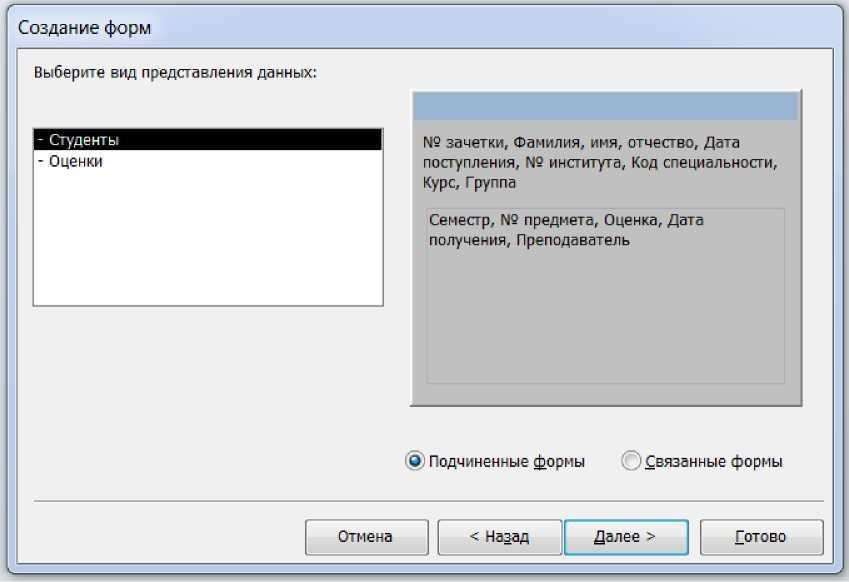 Создание форм
Выберите вид представления данных:
- Студенты
- Оценки
№ зачетки, Фамилия, имя, отчество, Дата
поступления, № института, Код специальности,
Курс, Группа
Семестр, № предмета, Оценка, Дата
получения, Преподаватель
Подчиненные формы
Связанные формы
Отмена
< Назад
Далее >
Готово